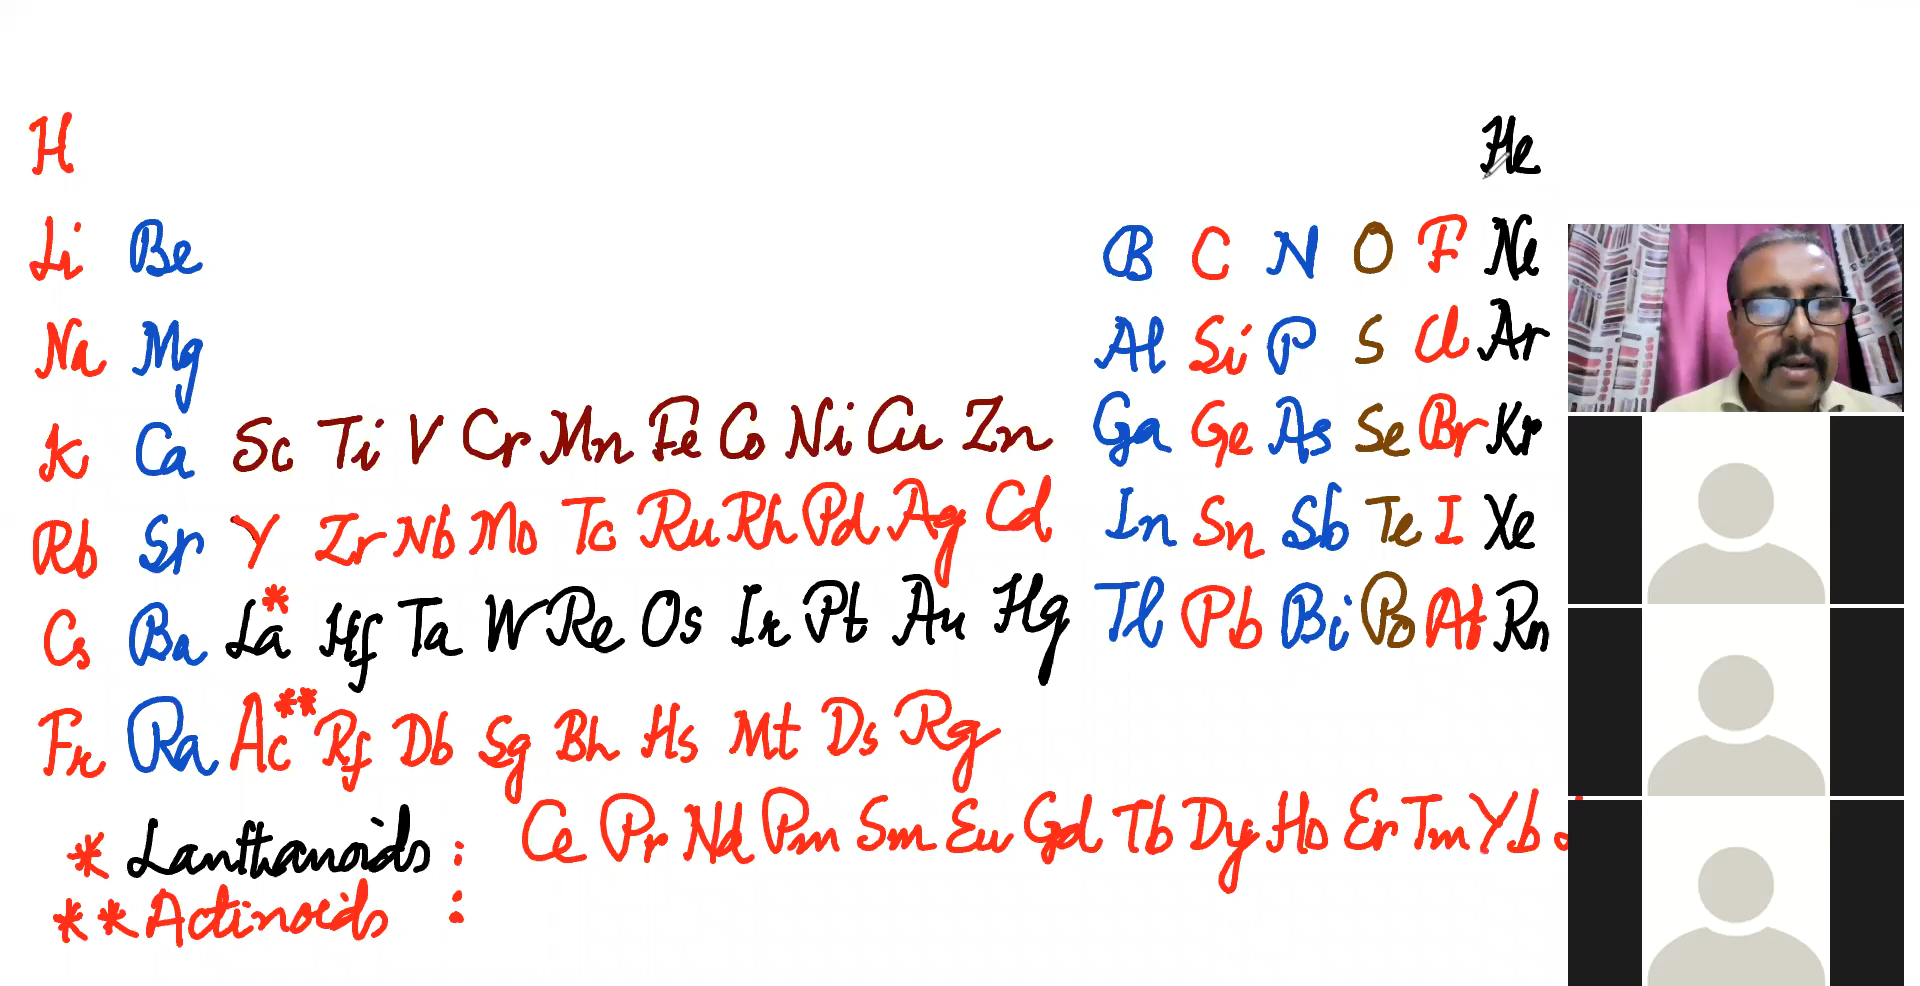 H He
Li Be B C N O F Ne
Na Mg Al Si P S Cl Ar
K Ca Sc Ti V Cr Mn Fe Co Ni Cu Zn Ga Ge As Se Br Kr
Rb Sr Y Zr Nb Mo Tc Ru Rh Pd Ag Cd In Sn Sb Te I Xe
Cs Ba La* Hf Ta W Re Os Ir Pt Au Hg Tl Pb Bi Po At Rn
Fr Ra Ac** Rf Db Sg Bh Hs Mt Ds Rg
* Lanthanoids : Ce Pr Nd Pm Sm Eu Gd Tb Dy Ho Er Tm Yb
** Actinoids :